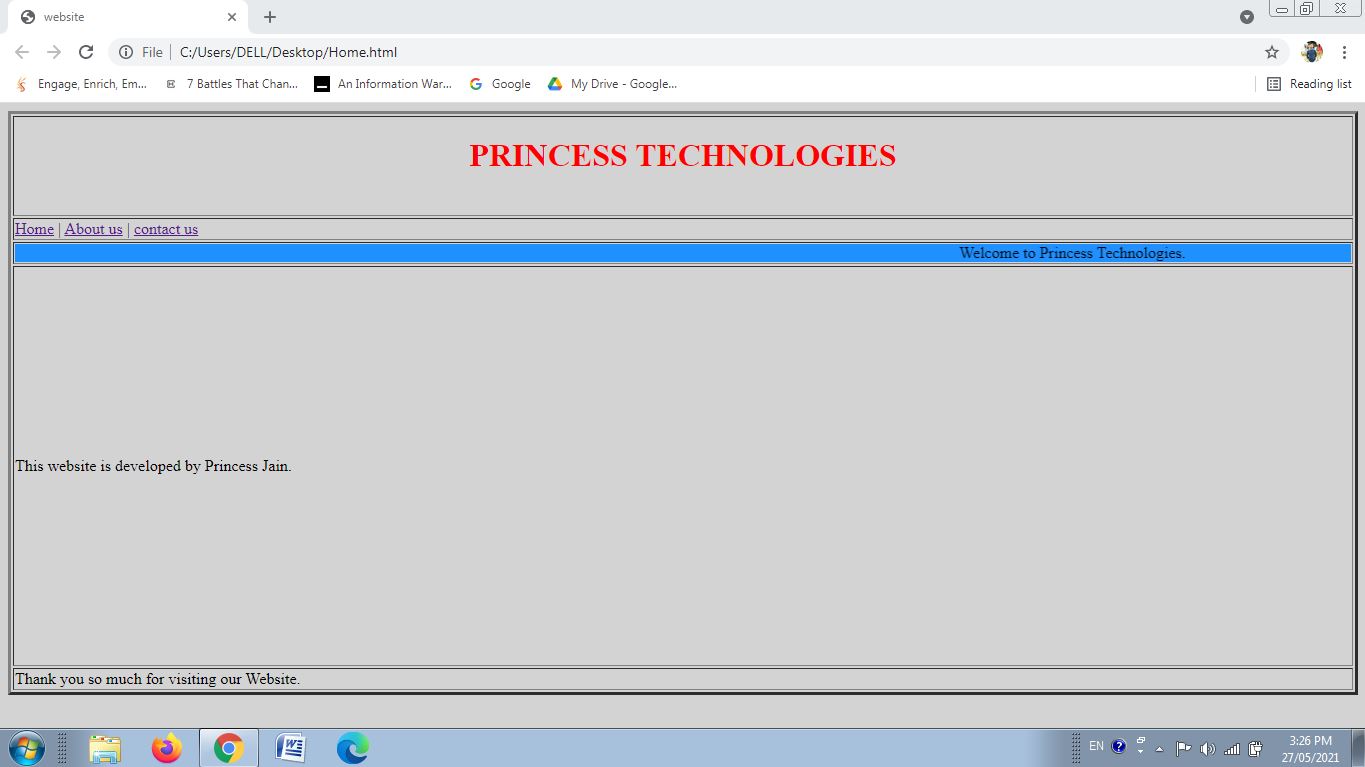 website
File | C:/Users/DELL/Desktop/Home.html
Engage, Enrich, Em... 7 Battles That Chan... An Information War... Google My Drive - Google... Reading list
PRINCESS TECHNOLOGIES
Home | About us | contact us
Welcome to Princess Technologies.
This website is developed by Princess Jain.
Thank you so much for visiting our Website.
EN
3:26 PM
27/05/2021